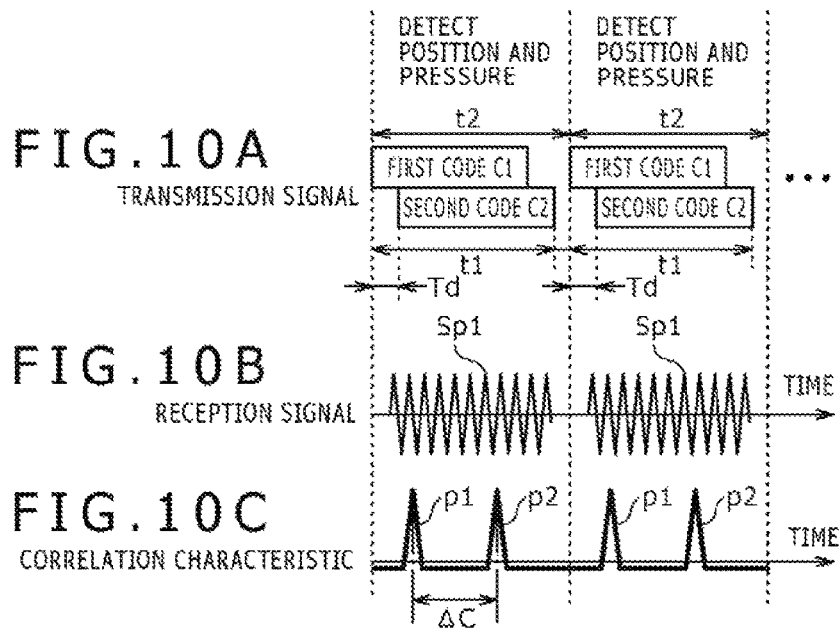 DETECT POSITION AND PRESSURE
DETECT POSITION AND PRESSURE
t2
t2
FIG.10A
TRANSMISSION SIGNAL
FIRST CODE C1
FIRST CODE C1
SECOND CODE C2
SECOND CODE C2
...
t1
t1
Td
Td
Sp1
Sp1
FIG.10B
RECEPTION SIGNAL
TIME
FIG.10C
CORRELATION CHARACTERISTIC
p1
p2
p1
p2
TIME
ΔC